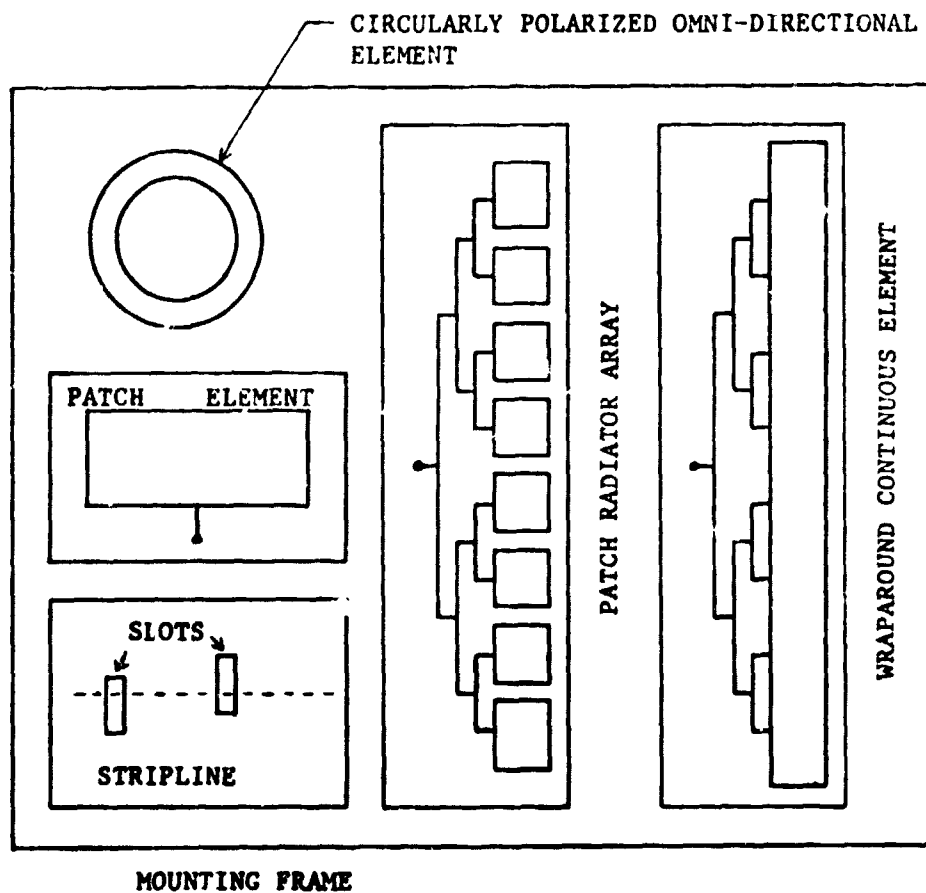 CIRCULARLY POLARIZED OMNI-DIRECTIONAL
ELEMENT
PATCH ELEMENT
SLOTS
STRIPLINE
PATCH RADIATOR ARRAY
WRAPAROUND CONTINUOUS ELEMENT
MOUNTING FRAME